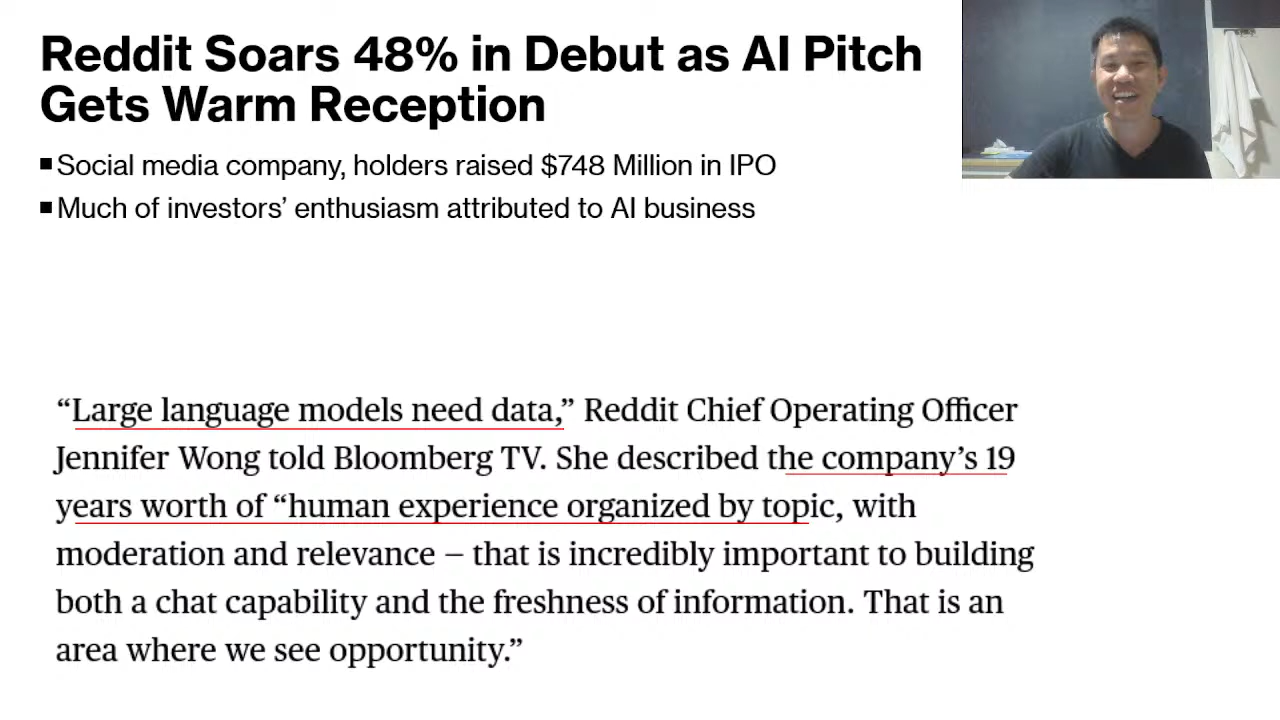 Reddit Soars 48% in Debut as AI Pitch
Gets Warm Reception
■ Social media company, holders raised $748 Million in IPO
■ Much of investors’ enthusiasm attributed to AI business
“Large language models need data,” Reddit Chief Operating Officer
Jennifer Wong told Bloomberg TV. She described the company’s 19
years worth of “human experience organized by topic, with
moderation and relevance – that is incredibly important to building
both a chat capability and the freshness of information. That is an
area where we see opportunity.”